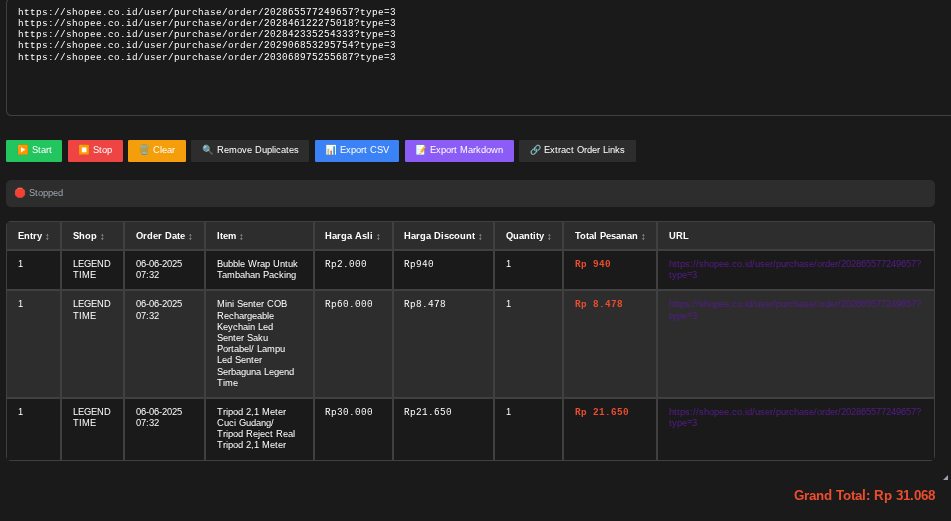 https://shopee.co.id/user/purchase/order/202865577249657?type=3
https://shopee.co.id/user/purchase/order/202846122275018?type=3
https://shopee.co.id/user/purchase/order/202842335254333?type=3
https://shopee.co.id/user/purchase/order/202906853295754?type=3
https://shopee.co.id/user/purchase/order/203068975255687?type=3
Start Stop Clear Remove Duplicates Export CSV Export Markdown Extract Order Links
Stopped
Entry ↕ Shop ↕ Order Date ↕ Item ↕ Harga Asli ↕ Harga Discount ↕ Quantity ↕ Total Pesanan ↕ URL
1 LEGEND 06-06-2025 Bubble Wrap Untuk Rp2.000 Rp940 1 Rp 940 https://shopee.co.id/user/purchase/order/202865577249657?
TIME 07:32 Tambahan Packing type=3
1 LEGEND 06-06-2025 Mini Senter COB Rp60.000 Rp8.478 1 Rp 8.478 https://shopee.co.id/user/purchase/order/202865577249657?
TIME 07:32 Rechargeable type=3
Keychain Led
Senter Saku
Portabel/ Lampu
Led Senter
Serbaguna Legend
Time
1 LEGEND 06-06-2025 Tripod 2,1 Meter Rp30.000 Rp21.650 1 Rp 21.650 https://shopee.co.id/user/purchase/order/202865577249657?
TIME 07:32 Cuci Gudang/ type=3
Tripod Reject Real
Tripod 2,1 Meter
Grand Total: Rp 31.068